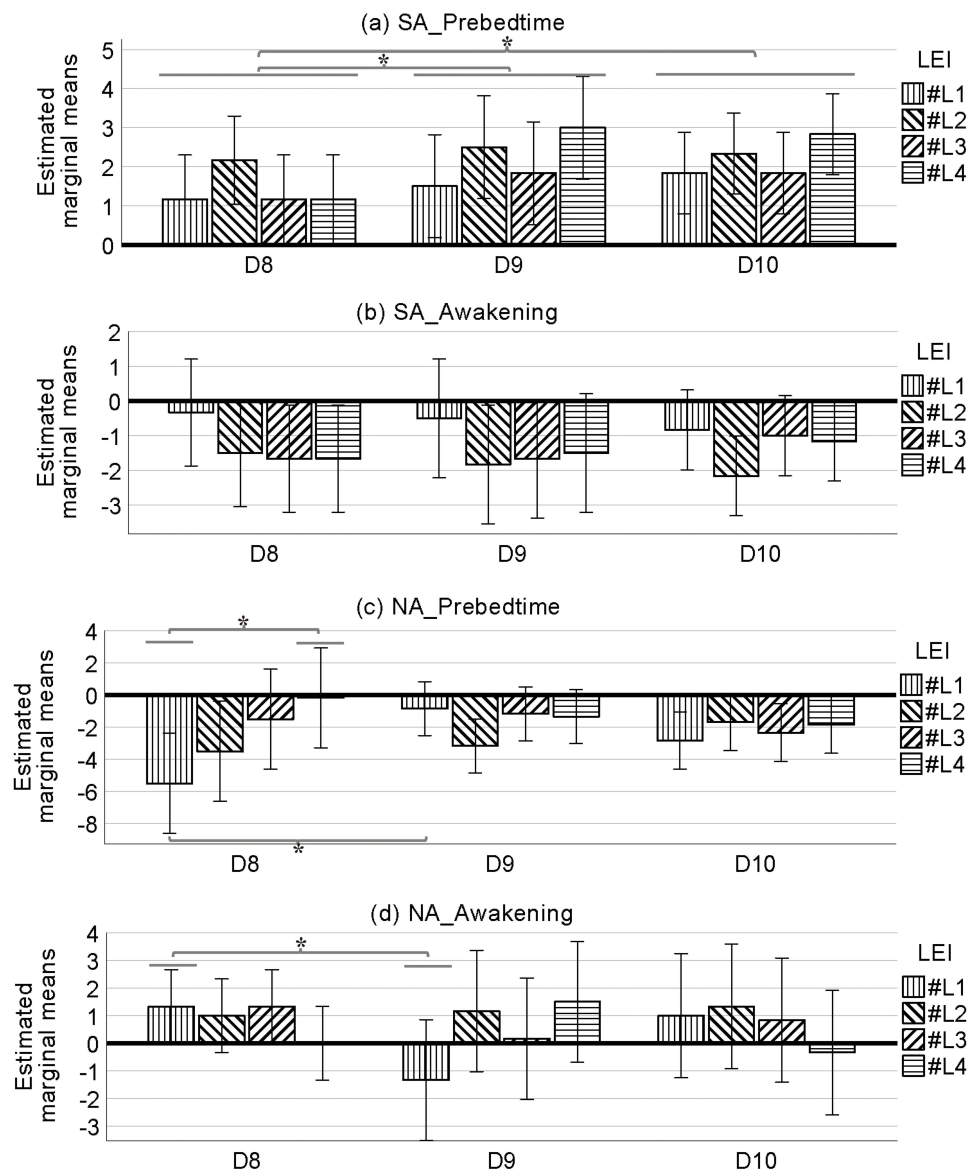 (a) SA_Prebedtime
*
*
Estimated
marginal means
5
4
3
2
1
0
D8
D9
D10
LEI
#L1
#L2
#L3
#L4
(b) SA_Awakening
Estimated
marginal means
2
1
0
-1
-2
-3
D8
D9
D10
LEI
#L1
#L2
#L3
#L4
(c) NA_Prebedtime
*
Estimated
marginal means
4
2
0
-2
-4
-6
-8
*
D8
D9
D10
LEI
#L1
#L2
#L3
#L4
(d) NA_Awakening
*
Estimated
marginal means
4
3
2
1
0
-1
-2
-3
D8
D9
D10
LEI
#L1
#L2
#L3
#L4